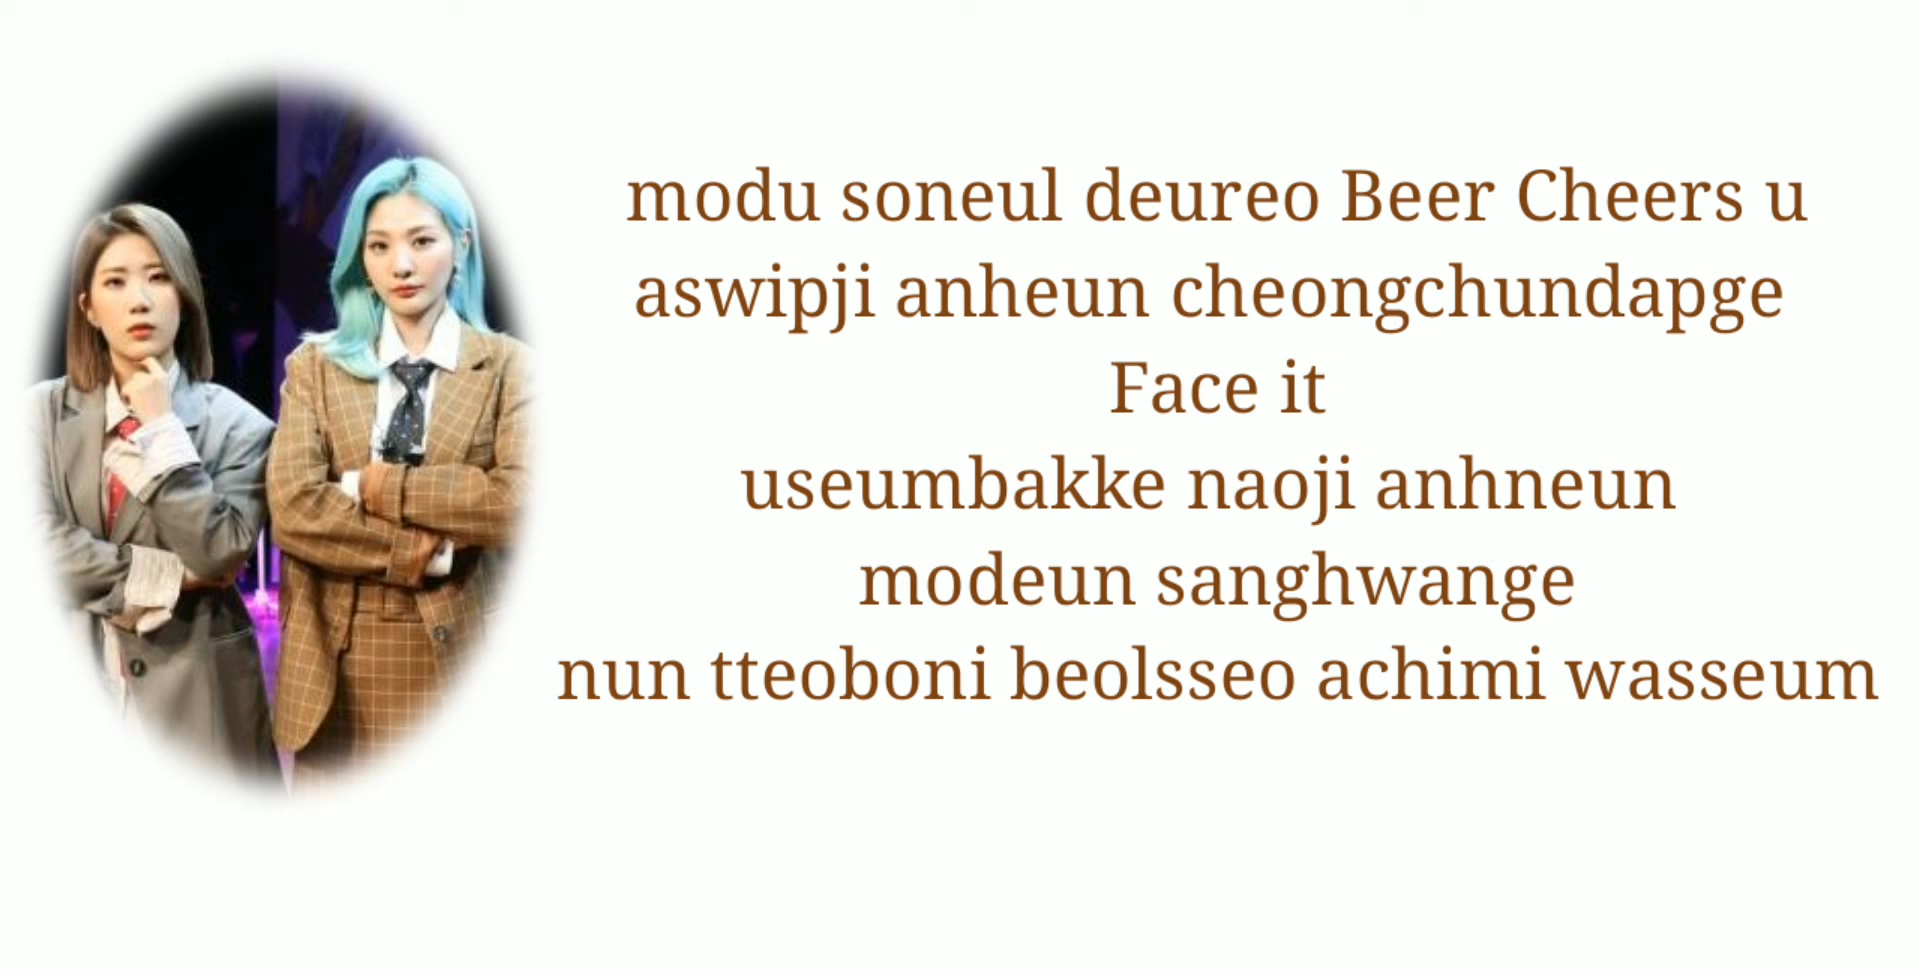 modu soneul deureo Beer Cheers u
aswipji anheun cheongchundapge
Face it
useumbakke naoji anhneun
modeun sanghwange
nun tteoboni beolsseo achimi wasseum